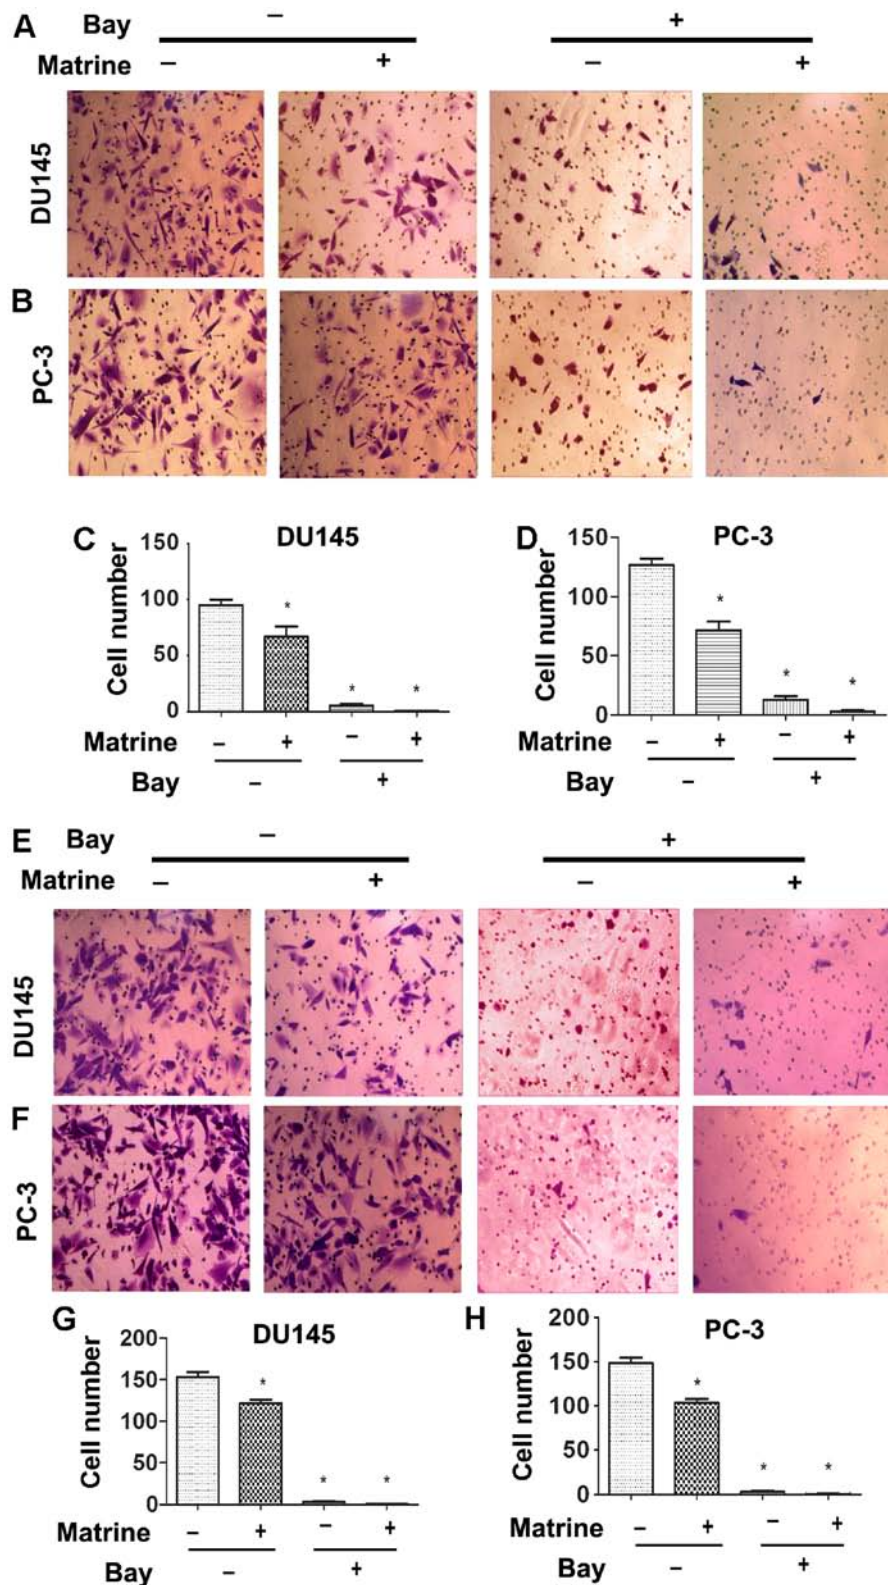 A Bay – +
Matrine – + – +
DU145
B
PC-3
C DU145
Cell number
150
100
50
0
Matrine – + – +
Bay – +
D PC-3
Cell number
150
100
50
0
Matrine – + – +
Bay – +
E Bay – +
Matrine – + – +
DU145
F
PC-3
G DU145
Cell number
200
150
100
50
0
* * *
Matrine – + – +
Bay – +
H PC-3
Cell number
200
150
100
50
0
* * *
Matrine – + – +
Bay – +